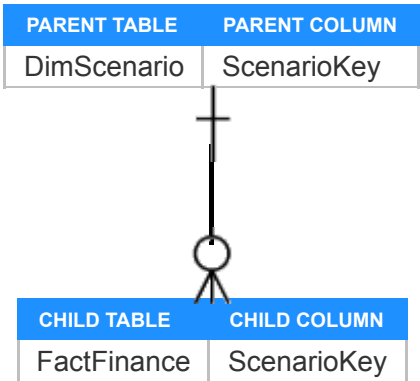 PARENT TABLE PARENT COLUMN
DimScenario ScenarioKey
CHILD TABLE CHILD COLUMN
FactFinance ScenarioKey